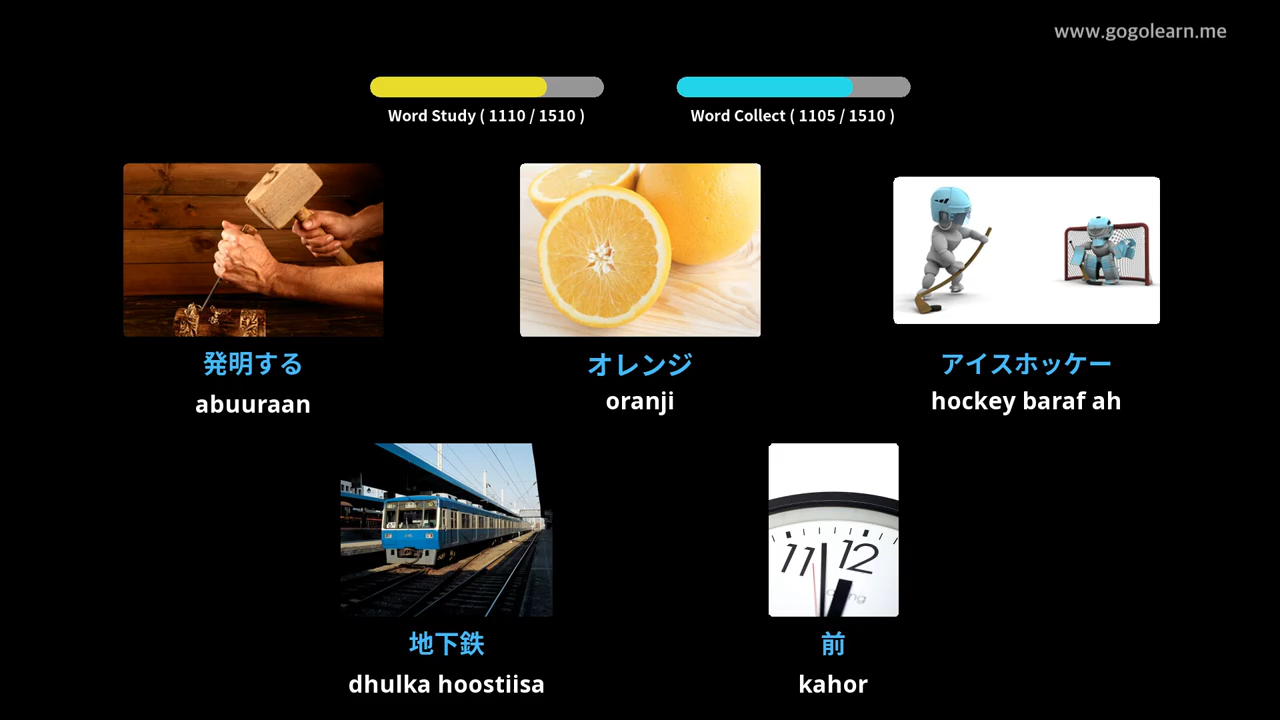 www.gogolearn.me
Word Study ( 1110 / 1510 )
Word Collect ( 1105 / 1510 )
発明する
abuuraan
オレンジ
oranji
アイスホッケー
hockey baraf ah
11
12
地下鉄
dhulka hoostiisa
前
kahor